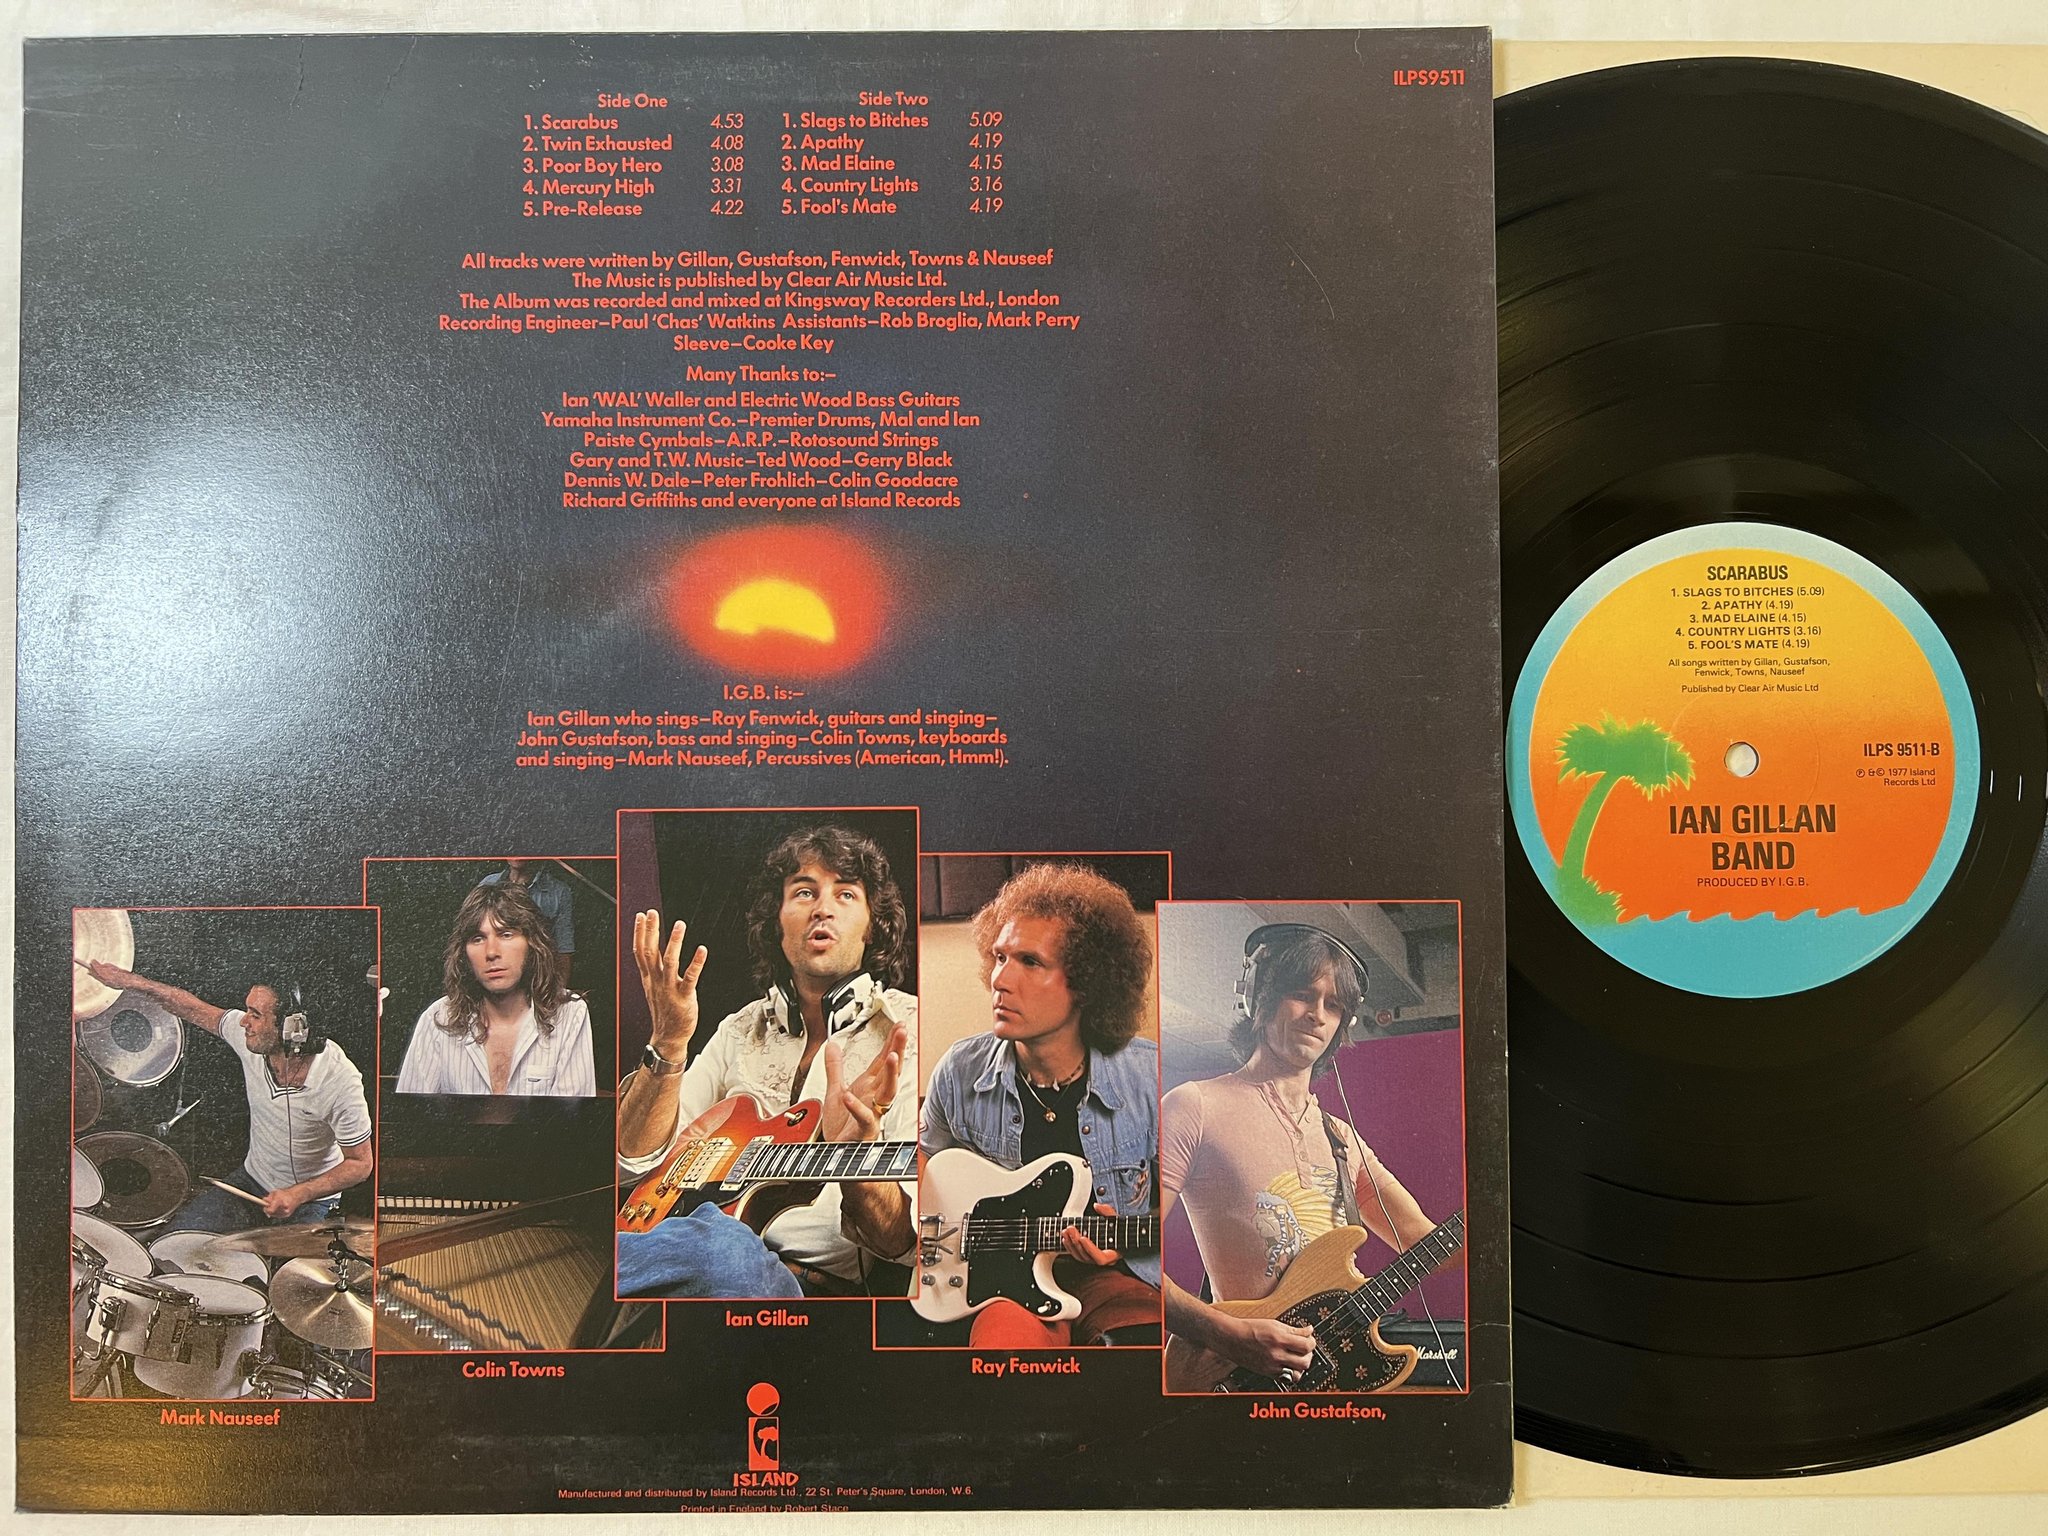 ILPS9511
Side One
1. Scarabus 4.53
2. Twin Exhausted 4.08
3. Poor Boy Hero 3.08
4. Mercury High 3.31
5. Pre-Release 4.22
Side Two
1. Slags to Bitches 5.09
2. Apathy 4.19
3. Mad Elaine 4.15
4. Country Lights 3.16
5. Fool's Mate 4.19
All tracks were written by Gillan, Gustafson, Fenwick, Towns & Nauseef
The Music is published by Clear Air Music Ltd.
The Album was recorded and mixed at Kingsway Recorders Ltd., London
Recording Engineer–Paul ‘Chas’ Watkins Assistants–Rob Broglia, Mark Perry
Sleeve–Cooke Key
Many Thanks to:–
Ian ‘WAL’ Waller and Electric Wood Bass Guitars
Yamaha Instrument Co.–Premier Drums, Mal and Ian
Paiste Cymbals–A.R.P.–Rotosound Strings
Gary and T.W. Music–Ted Wood–Gerry Black
Dennis W. Dale–Peter Frohlich–Colin Goodacre
Richard Griffiths and everyone at Island Records
I.G.B. is:–
Ian Gillan who sings–Ray Fenwick, guitars and singing–
John Gustafson, bass and singing–Colin Towns, keyboards
and singing–Mark Nauseef, Percussives (American, Hmm!).
Mark Nauseef
Colin Towns
Ian Gillan
Ray Fenwick
John Gustafson,
Marshall
ISLAND
Manufactured and distributed by Island Records Ltd., 22 St. Peter's Square, London, W.6.
Printed in England by Robert Stace
SCARABUS
1. SLAGS TO BITCHES (5.09)
2. APATHY (4.19)
3. MAD ELAINE (4.15)
4. COUNTRY LIGHTS (3.16)
5. FOOL'S MATE (4.19)
All songs written by Gillan, Gustafson,
Fenwick, Towns, Nauseef
Published by Clear Air Music Ltd
ILPS 9511-B
℗ & © 1977 Island
Records Ltd
IAN GILLAN
BAND
PRODUCED BY I.G.B.